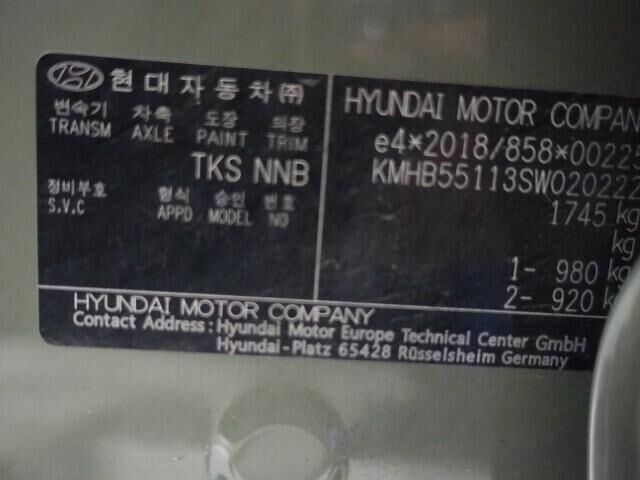 현대자동차㈜
변속기 차축 도장 의장
TRANSM AXLE PAINT TRIM
TKS NNB
정비부호 형식 승인 번호
S.V.C APPD MODEL NO
HYUNDAI MOTOR COMPAN
e4*2018/858*00225
KMHB55113SW020222
1745 kg
kg
1- 980 kg
2- 920 k
HYUNDAI MOTOR COMPANY
Contact Address : Hyundai Motor Europe Technical Center GmbH
Hyundai-Platz 65428 Rüsselsheim Germany